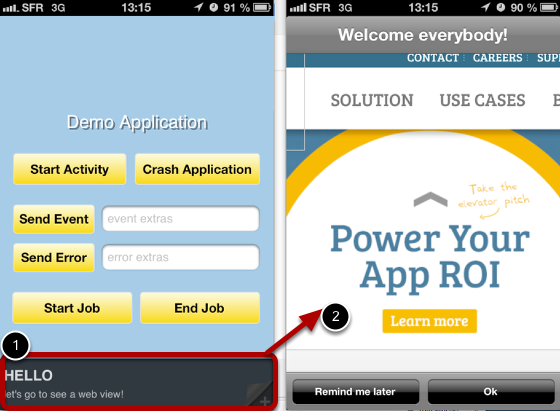 SFR 3G 13:15 91 %
Demo Application
Start Activity
Crash Application
Send Event
event extras
Send Error
error extras
Start Job
End Job
1
HELLO
let's go to see a web view!
SFR 3G 13:15 90 %
Welcome everybody!
CONTACT CAREERS SUP
SOLUTION USE CASES
Take the
elevator pitch
Power Your
App ROI
2
Learn more
Remind me later
Ok